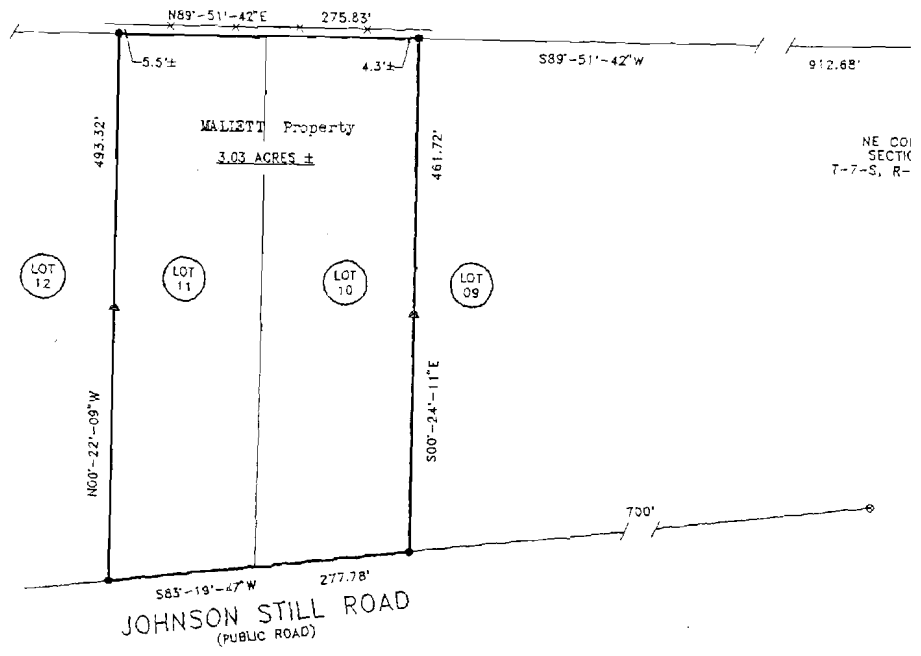 N89°-51'-42"E 275.83'
5.5'±
4.3'±
S89°-51'-42"W
912.68'
MALLETT Property
3.03 ACRES ±
493.32'
461.72'
NE CO
SECTIO
T-7-S, R-
LOT
12
LOT
11
LOT
10
LOT
09
N00°-22'-09"W
S00°-24'-11"E
700'
S83°-19'-47"W 277.78'
JOHNSON STILL ROAD
(PUBLIC ROAD)